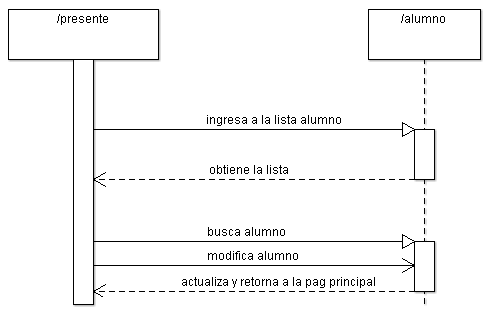 /presente
/alumno
ingresa a la lista alumno
obtiene la lista
busca alumno
modifica alumno
actualiza y retorna a la pag principal